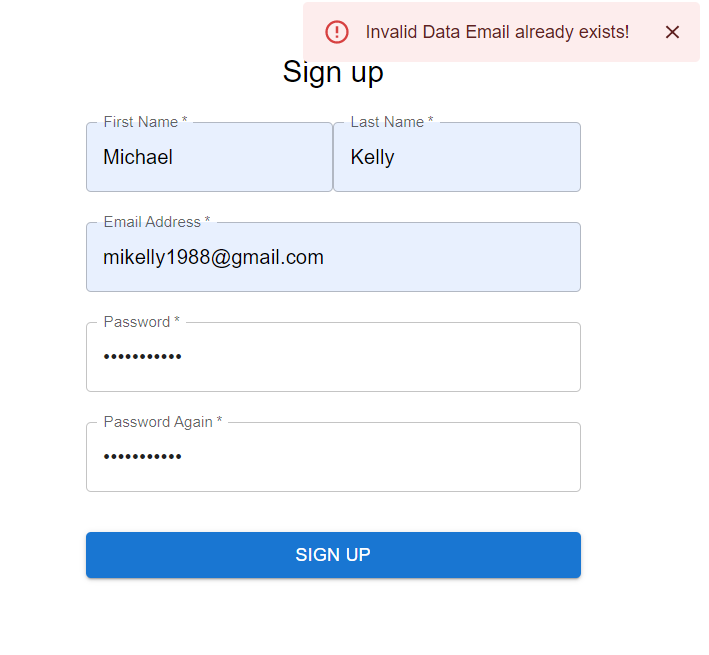 Invalid Data Email already exists!
Sign up
First Name *
Last Name *
Michael
Kelly
Email Address *
mikelly1988@gmail.com
Password *
•••••••••••
Password Again *
•••••••••••
SIGN UP